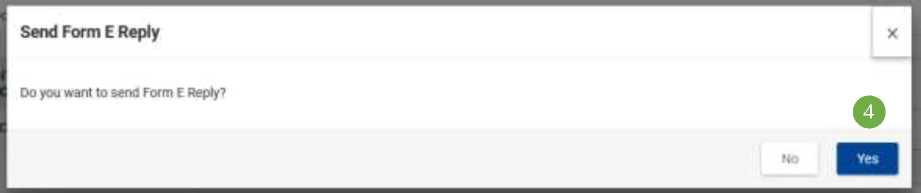 Send Form E Reply
×
Do you want to send Form E Reply?
4
No
Yes